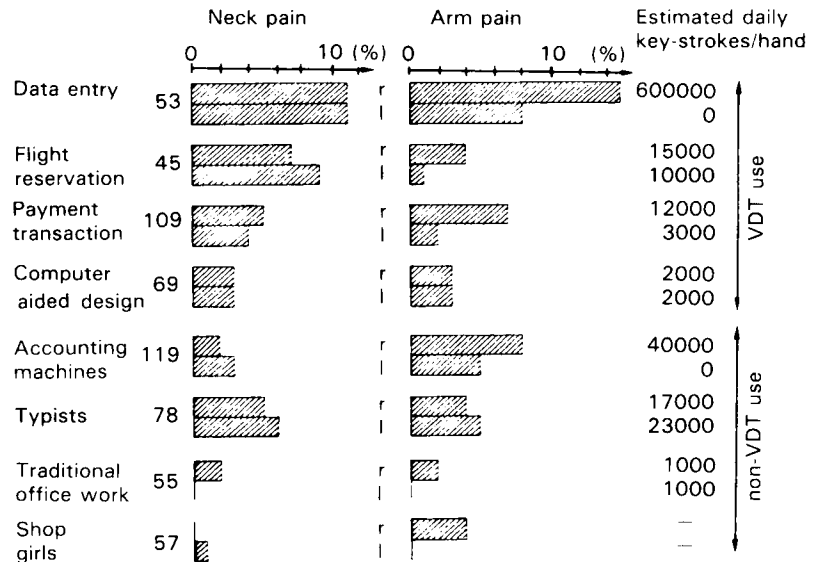 Neck pain
Arm pain
Estimated daily
key-strokes/hand
0 10 (%)
0 10 (%)
Data entry 53 r 600000
l 0
Flight
reservation 45 r 15000
l 10000
Payment
transaction 109 r 12000
l 3000
Computer
aided design 69 r 2000
l 2000
VDT use
Accounting
machines 119 r 40000
l 0
Typists 78 r 17000
l 23000
Traditional
office work 55 r 1000
l 1000
Shop
girls 57 r —
l —
non-VDT use